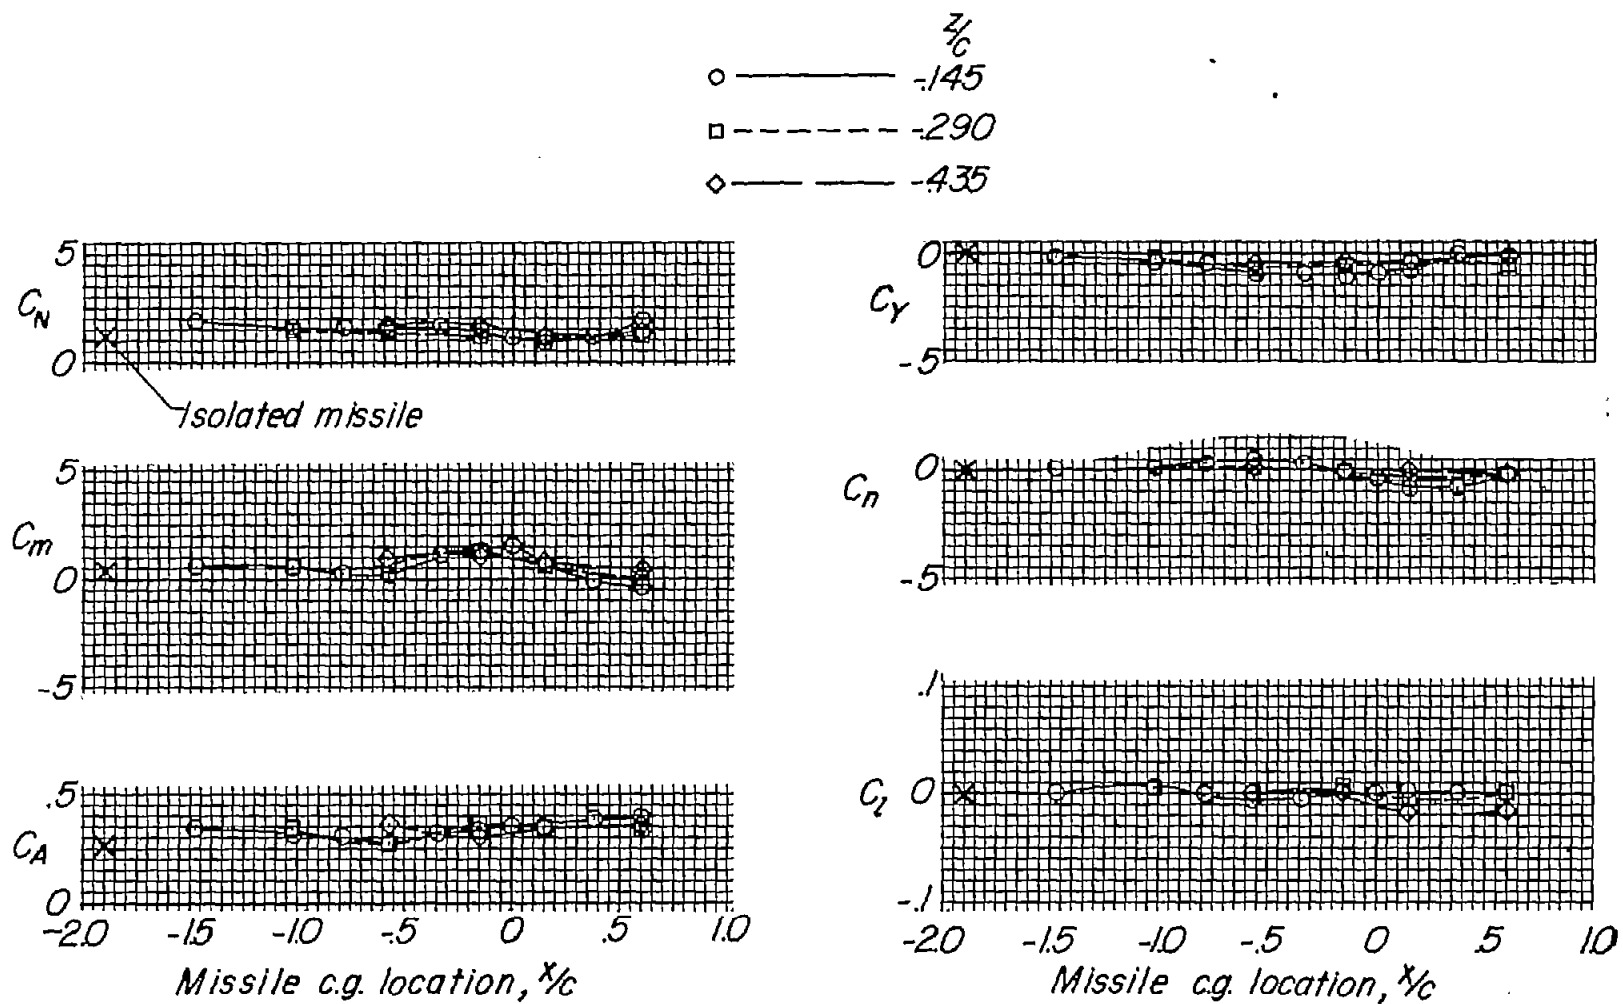 z/c
-.145
-.290
-.435
5
C_N
0
Isolated missile
5
C_m
0
-5
.5
C_A
0
-2.0 -1.5 -1.0 -.5 0 .5 1.0
Missile c.g. location, x/c
0
C_Y
-5
0
C_n
-5
.1
C_l 0
-.1
-2.0 -1.5 -1.0 -.5 0 .5 1.0
Missile c.g. location, x/c